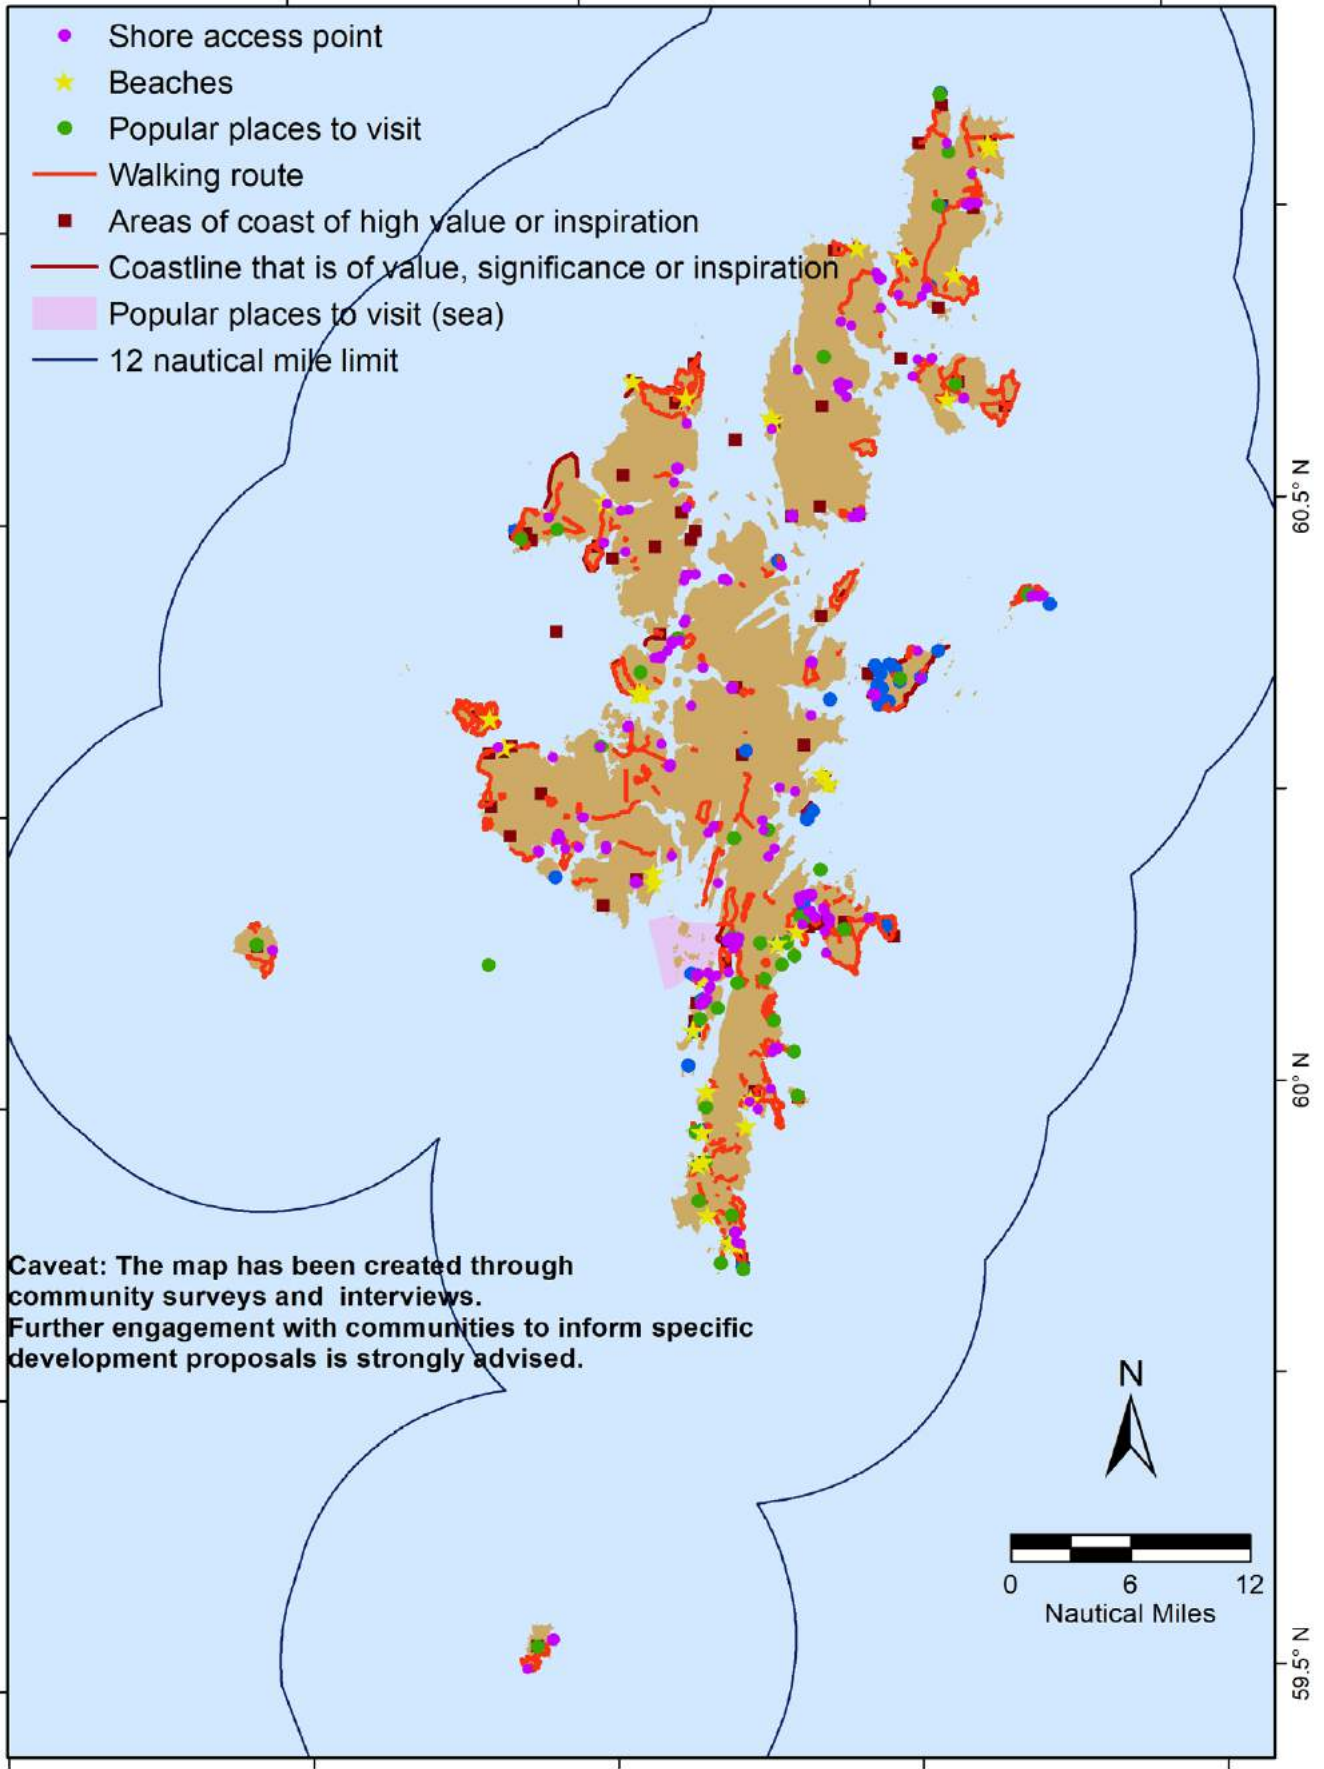 Shore access point
Beaches
Popular places to visit
Walking route
Areas of coast of high value or inspiration
Coastline that is of value, significance or inspiration
Popular places to visit (sea)
12 nautical mile limit
60.5° N
60° N
Caveat: The map has been created through
community surveys and  interviews.
Further engagement with communities to inform specific
development proposals is strongly advised.
N
0 6 12
Nautical Miles
59.5° N